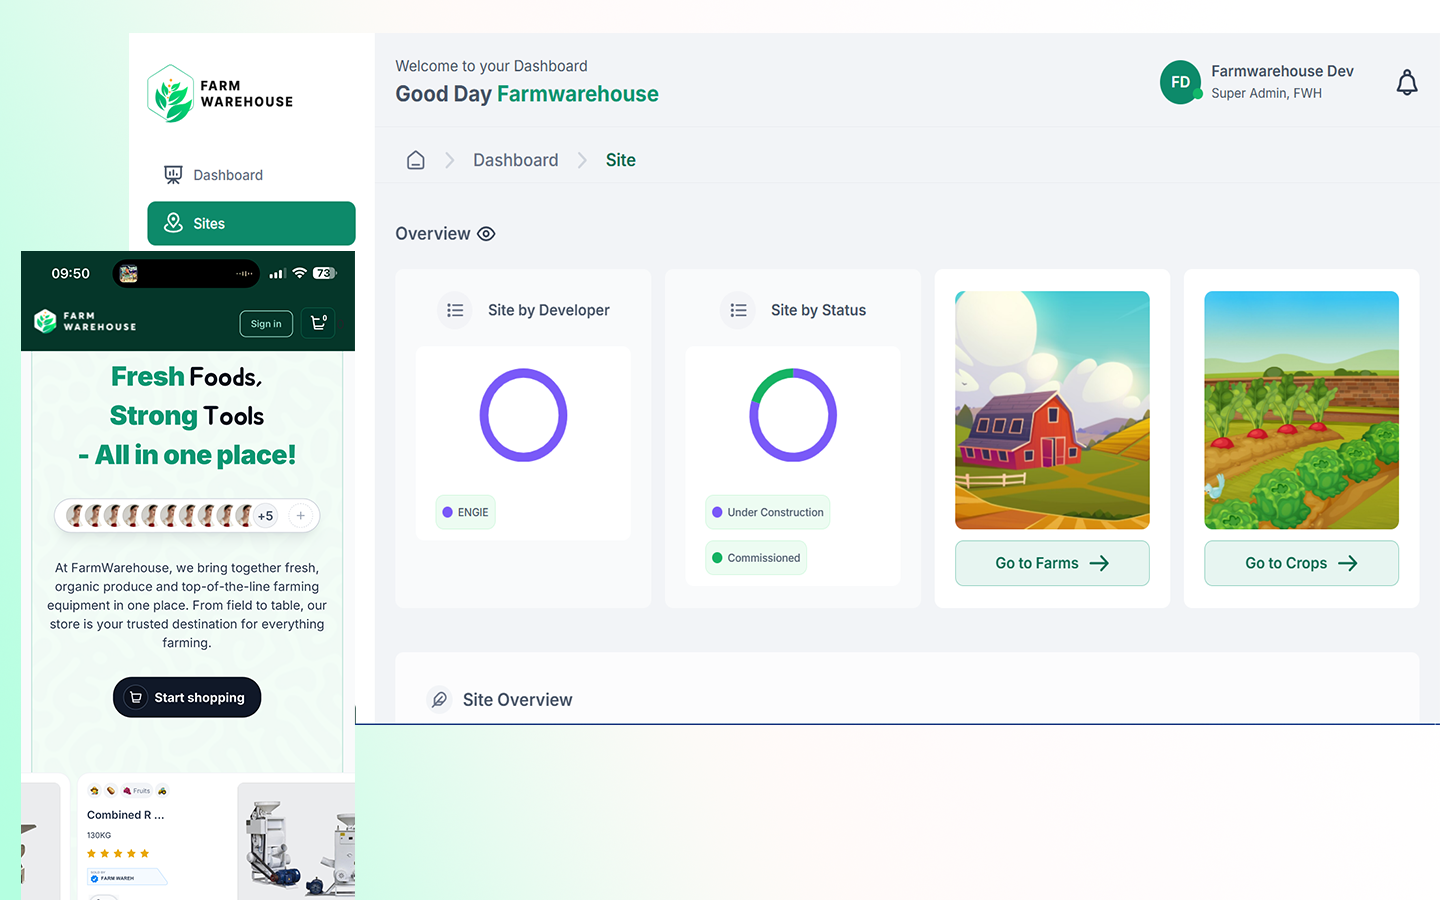 FARM
WAREHOUSE
Dashboard
Sites
Welcome to your Dashboard
Good Day Farmwarehouse
FD
Farmwarehouse Dev
Super Admin, FWH
Dashboard
Site
Overview
Site by Developer
ENGIE
Site by Status
Under Construction
Commissioned
Go to Farms
Go to Crops
Site Overview
09:50
73
FARM
WAREHOUSE
Sign in
0
Fresh Foods,
Strong Tools
- All in one place!
+5
At FarmWarehouse, we bring together fresh,
organic produce and top-of-the-line farming
equipment in one place. From field to table, our
store is your trusted destination for everything
farming.
Start shopping
Fruits
Combined R ...
130KG
FARM WAREH